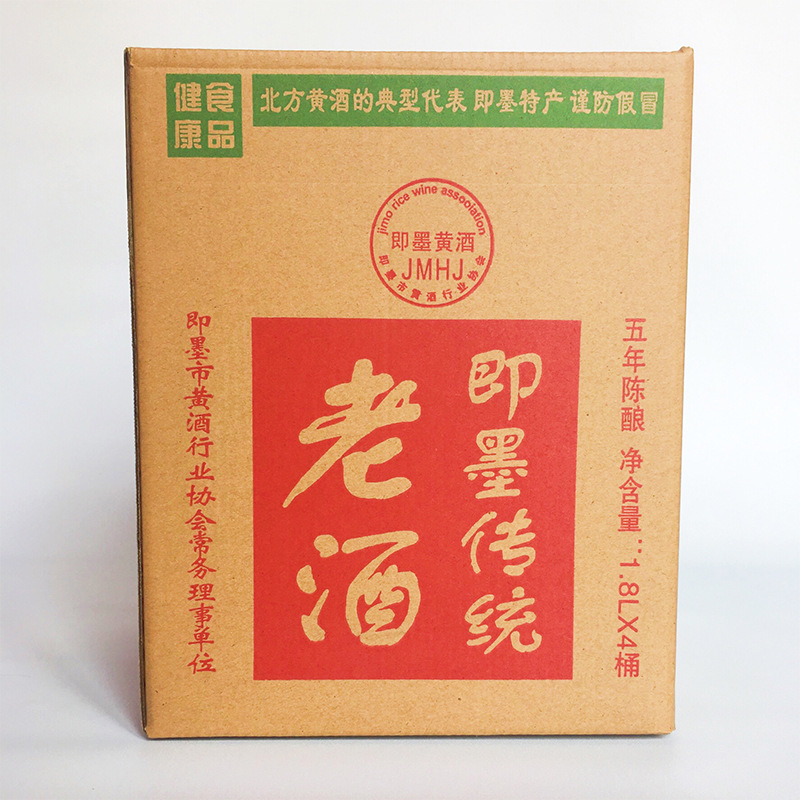 健康食品
北方黄酒的典型代表 即墨特产 谨防假冒
jimo rice wine assooiation
即墨黄酒
JMHJ
即墨市黄酒行业协会
五年陈酿 净含量:1.8LX4桶
即墨传统
老酒
即墨市黄酒行业协会常务理事单位